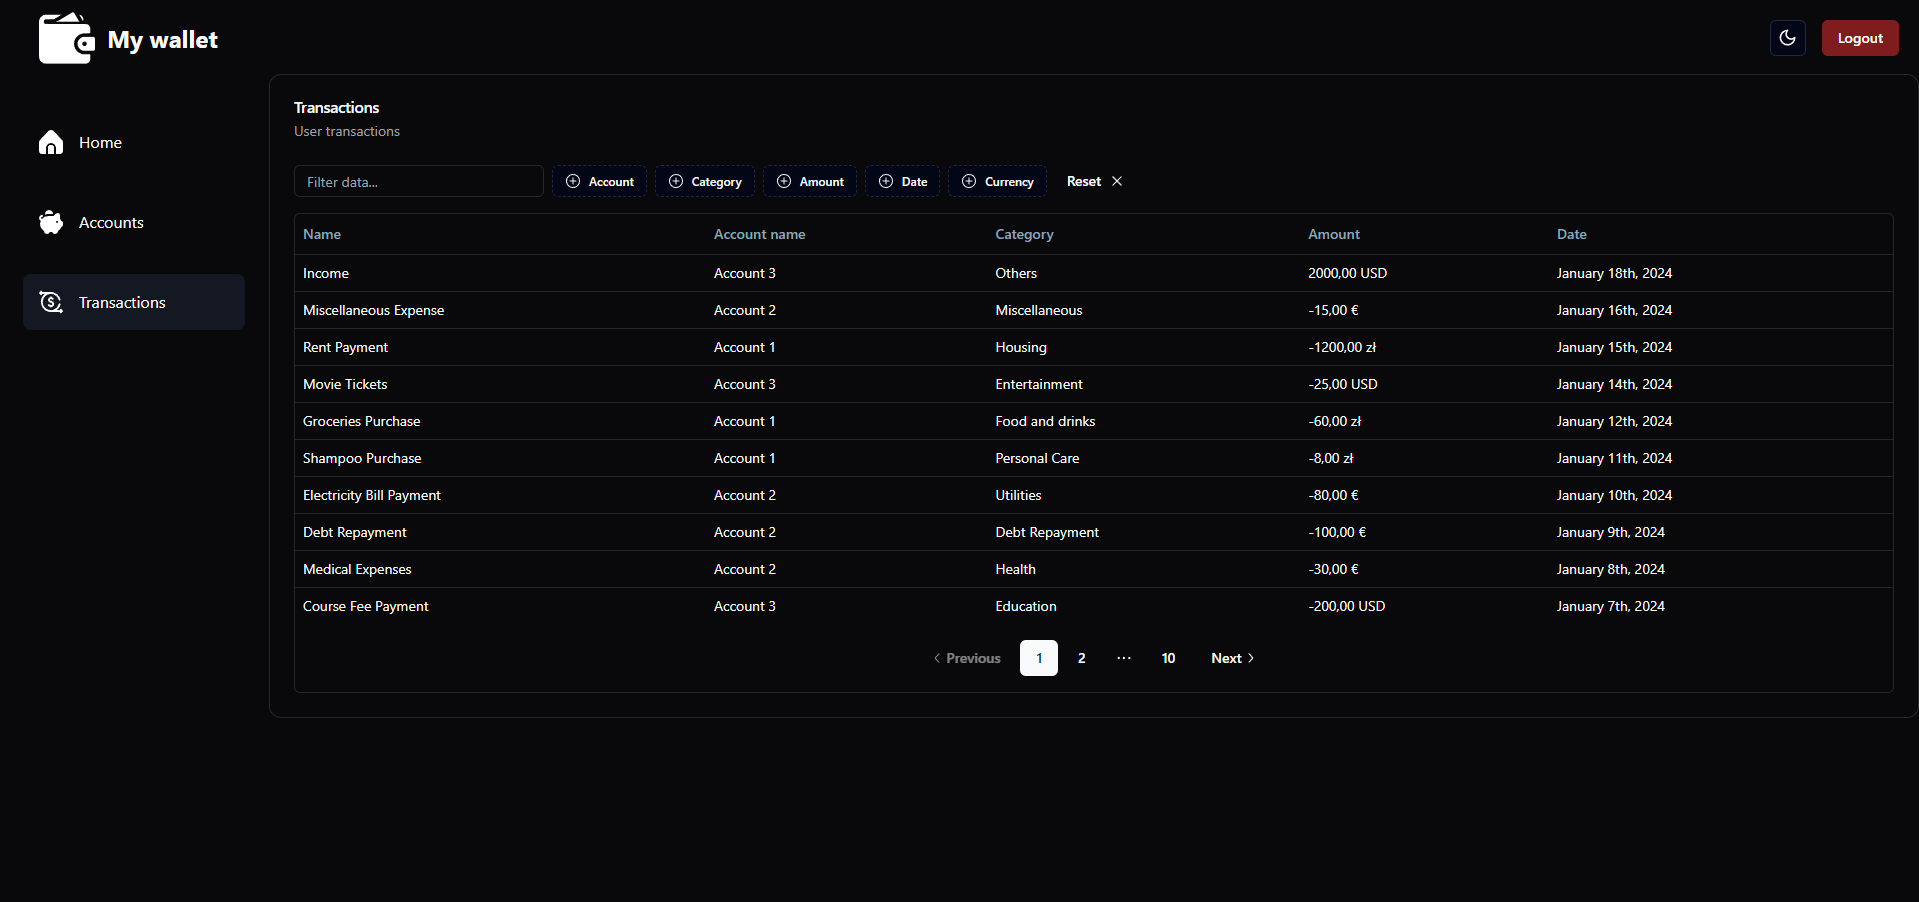 My wallet
Logout
Home
Accounts
Transactions
Transactions
User transactions
Filter data...
Account Category Amount Date Currency Reset
Name Account name Category Amount Date
Income Account 3 Others 2000,00 USD January 18th, 2024
Miscellaneous Expense Account 2 Miscellaneous -15,00 € January 16th, 2024
Rent Payment Account 1 Housing -1200,00 zł January 15th, 2024
Movie Tickets Account 3 Entertainment -25,00 USD January 14th, 2024
Groceries Purchase Account 1 Food and drinks -60,00 zł January 12th, 2024
Shampoo Purchase Account 1 Personal Care -8,00 zł January 11th, 2024
Electricity Bill Payment Account 2 Utilities -80,00 € January 10th, 2024
Debt Repayment Account 2 Debt Repayment -100,00 € January 9th, 2024
Medical Expenses Account 2 Health -30,00 € January 8th, 2024
Course Fee Payment Account 3 Education -200,00 USD January 7th, 2024
Previous 1 2 ... 10 Next